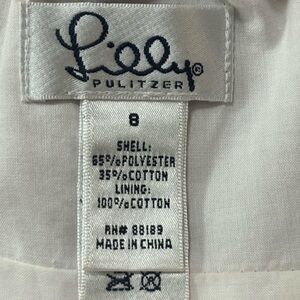 Lilly®
PULITZER
8
SHELL:
65%POLYESTER
35%COTTON
LINING:
100%COTTON
RN# 88189
MADE IN CHINA